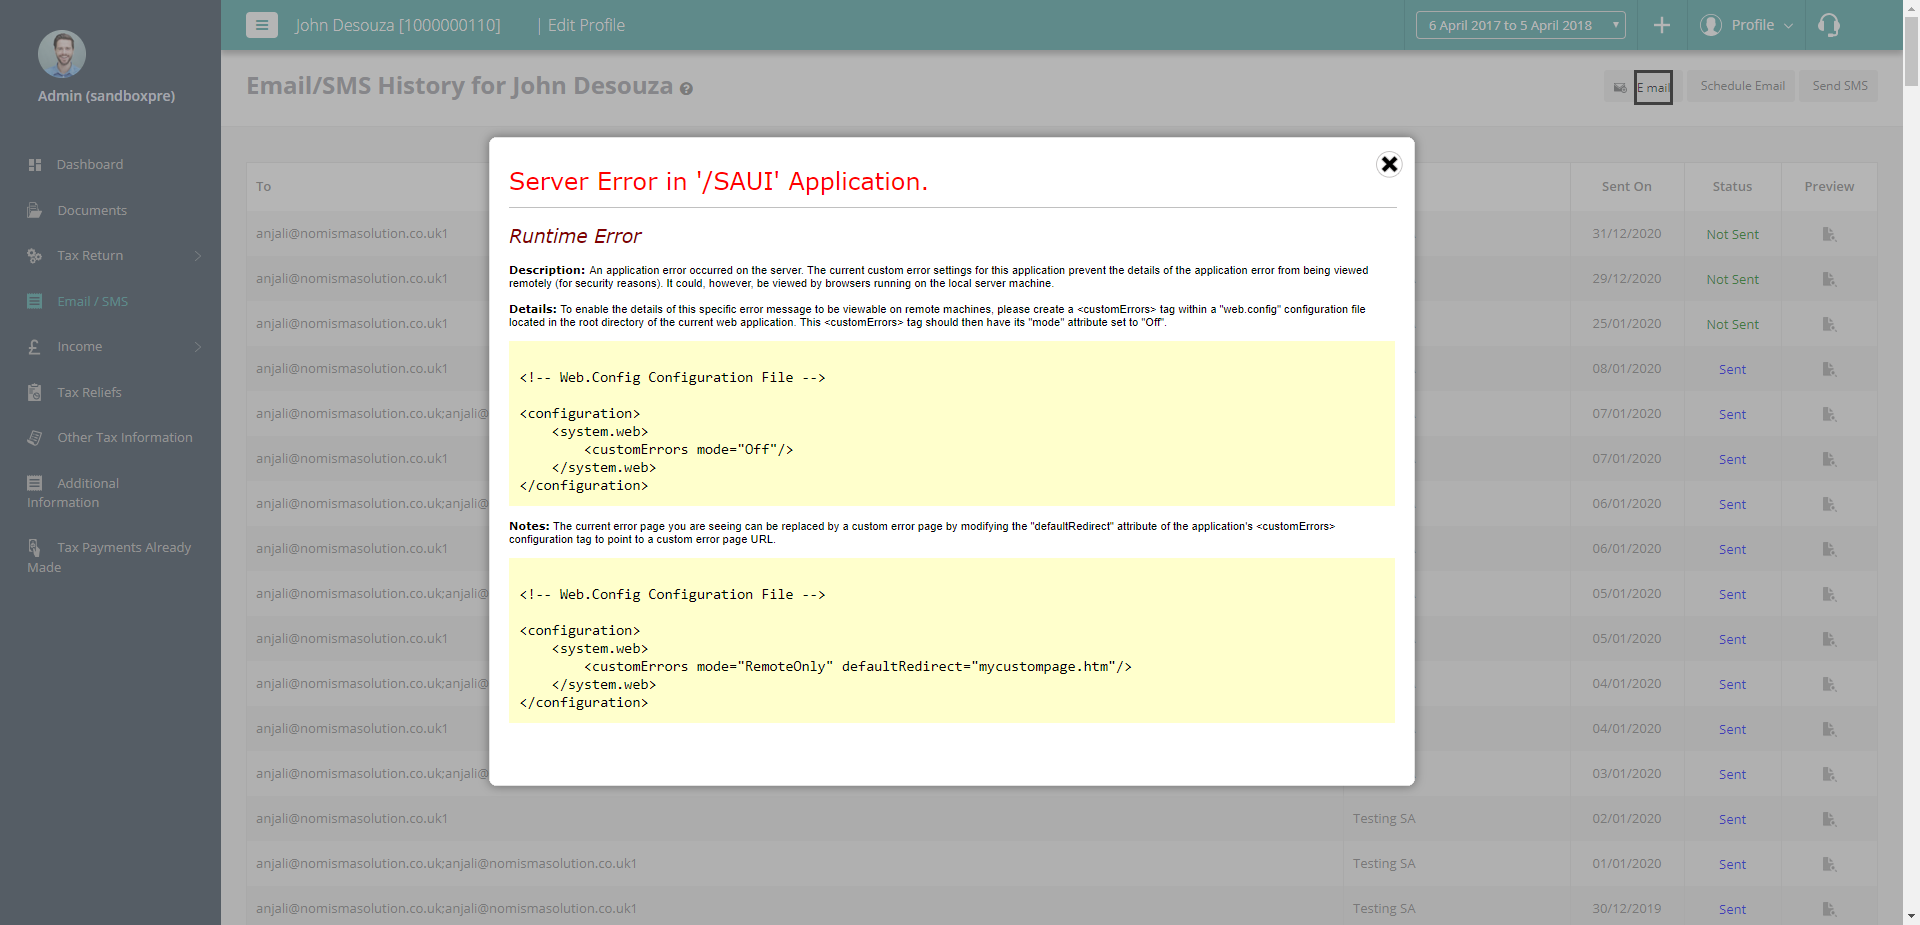 John Desouza [1000000110] | Edit Profile
6 April 2017 to 5 April 2018
Profile
Admin (sandboxpre)
Dashboard
Documents
Tax Return
Email / SMS
Income
Tax Reliefs
Other Tax Information
Additional
Information
Tax Payments Already
Made
Email/SMS History for John Desouza ?
E mail
Schedule Email
Send SMS
To Sent On Status Preview
anjali@nomismasolution.co.uk1 31/12/2020 Not Sent
anjali@nomismasolution.co.uk1 29/12/2020 Not Sent
anjali@nomismasolution.co.uk1 25/01/2020 Not Sent
anjali@nomismasolution.co.uk1 08/01/2020 Sent
anjali@nomismasolution.co.uk;anjali@ 07/01/2020 Sent
anjali@nomismasolution.co.uk1 07/01/2020 Sent
anjali@nomismasolution.co.uk;anjali@ 06/01/2020 Sent
anjali@nomismasolution.co.uk1 06/01/2020 Sent
anjali@nomismasolution.co.uk;anjali@ 05/01/2020 Sent
anjali@nomismasolution.co.uk1 05/01/2020 Sent
anjali@nomismasolution.co.uk;anjali@ 04/01/2020 Sent
anjali@nomismasolution.co.uk1 04/01/2020 Sent
anjali@nomismasolution.co.uk;anjali@ 03/01/2020 Sent
anjali@nomismasolution.co.uk1 Testing SA 02/01/2020 Sent
anjali@nomismasolution.co.uk;anjali@nomismasolution.co.uk1 Testing SA 01/01/2020 Sent
anjali@nomismasolution.co.uk;anjali@nomismasolution.co.uk1 Testing SA 30/12/2019 Sent
Server Error in '/SAUI' Application.
Runtime Error
Description: An application error occurred on the server. The current custom error settings for this application prevent the details of the application error from being viewed
remotely (for security reasons). It could, however, be viewed by browsers running on the local server machine.
Details: To enable the details of this specific error message to be viewable on remote machines, please create a <customErrors> tag within a "web.config" configuration file
located in the root directory of the current web application. This <customErrors> tag should then have its "mode" attribute set to "Off".
<!-- Web.Config Configuration File -->
<configuration>
<system.web>
<customErrors mode="Off"/>
</system.web>
</configuration>
Notes: The current error page you are seeing can be replaced by a custom error page by modifying the "defaultRedirect" attribute of the application's <customErrors>
configuration tag to point to a custom error page URL.
<!-- Web.Config Configuration File -->
<configuration>
<system.web>
<customErrors mode="RemoteOnly" defaultRedirect="mycustompage.htm"/>
</system.web>
</configuration>